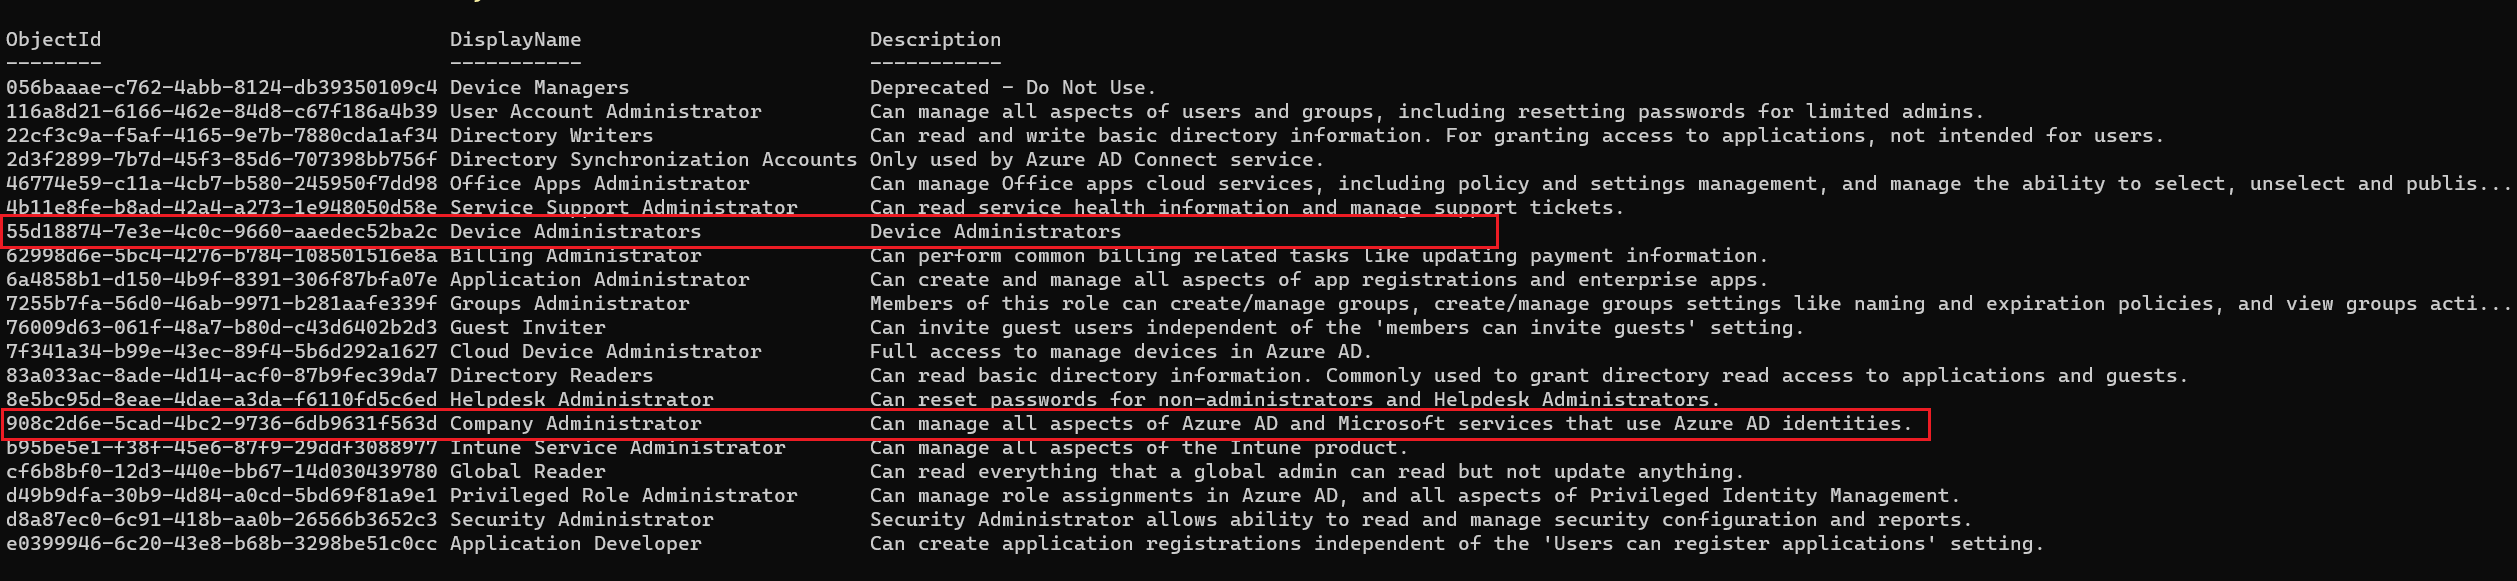 ObjectId DisplayName Description
-------- ----------- -----------
056baaae-c762-4abb-8124-db39350109c4 Device Managers Deprecated - Do Not Use.
116a8d21-6166-462e-84d8-c67f186a4b39 User Account Administrator Can manage all aspects of users and groups, including resetting passwords for limited admins.
22cf3c9a-f5af-4165-9e7b-7880cda1af34 Directory Writers Can read and write basic directory information. For granting access to applications, not intended for users.
2d3f2899-7b7d-45f3-85d6-707398bb756f Directory Synchronization Accounts Only used by Azure AD Connect service.
46774e59-c11a-4cb7-b580-245950f7dd98 Office Apps Administrator Can manage Office apps cloud services, including policy and settings management, and manage the ability to select, unselect and publis...
4b11e8fe-b8ad-42a4-a273-1e948050d58e Service Support Administrator Can read service health information and manage support tickets.
55d18874-7e3e-4c0c-9660-aaedec52ba2c Device Administrators Device Administrators
62998d6e-5bc4-4276-b784-108501516e8a Billing Administrator Can perform common billing related tasks like updating payment information.
6a4858b1-d150-4b9f-8391-306f87bfa07e Application Administrator Can create and manage all aspects of app registrations and enterprise apps.
7255b7fa-56d0-46ab-9971-b281aafe339f Groups Administrator Members of this role can create/manage groups, create/manage groups settings like naming and expiration policies, and view groups acti...
76009d63-061f-48a7-b80d-c43d6402b2d3 Guest Inviter Can invite guest users independent of the 'members can invite guests' setting.
7f341a34-b99e-43ec-89f4-5b6d292a1627 Cloud Device Administrator Full access to manage devices in Azure AD.
83a033ac-8ade-4d14-acf0-87b9fec39da7 Directory Readers Can read basic directory information. Commonly used to grant directory read access to applications and guests.
8e5bc95d-8eae-4dae-a3da-f6110fd5c6ed Helpdesk Administrator Can reset passwords for non-administrators and Helpdesk Administrators.
908c2d6e-5cad-4bc2-9736-6db9631f563d Company Administrator Can manage all aspects of Azure AD and Microsoft services that use Azure AD identities.
b95be5e1-f38f-45e6-87f9-29ddf3088977 Intune Service Administrator Can manage all aspects of the Intune product.
cf6b8bf0-12d3-440e-bb67-14d030439780 Global Reader Can read everything that a global admin can read but not update anything.
d49b9dfa-30b9-4d84-a0cd-5bd69f81a9e1 Privileged Role Administrator Can manage role assignments in Azure AD, and all aspects of Privileged Identity Management.
d8a87ec0-6c91-418b-aa0b-26566b3652c3 Security Administrator Security Administrator allows ability to read and manage security configuration and reports.
e0399946-6c20-43e8-b68b-3298be51c0cc Application Developer Can create application registrations independent of the 'Users can register applications' setting.